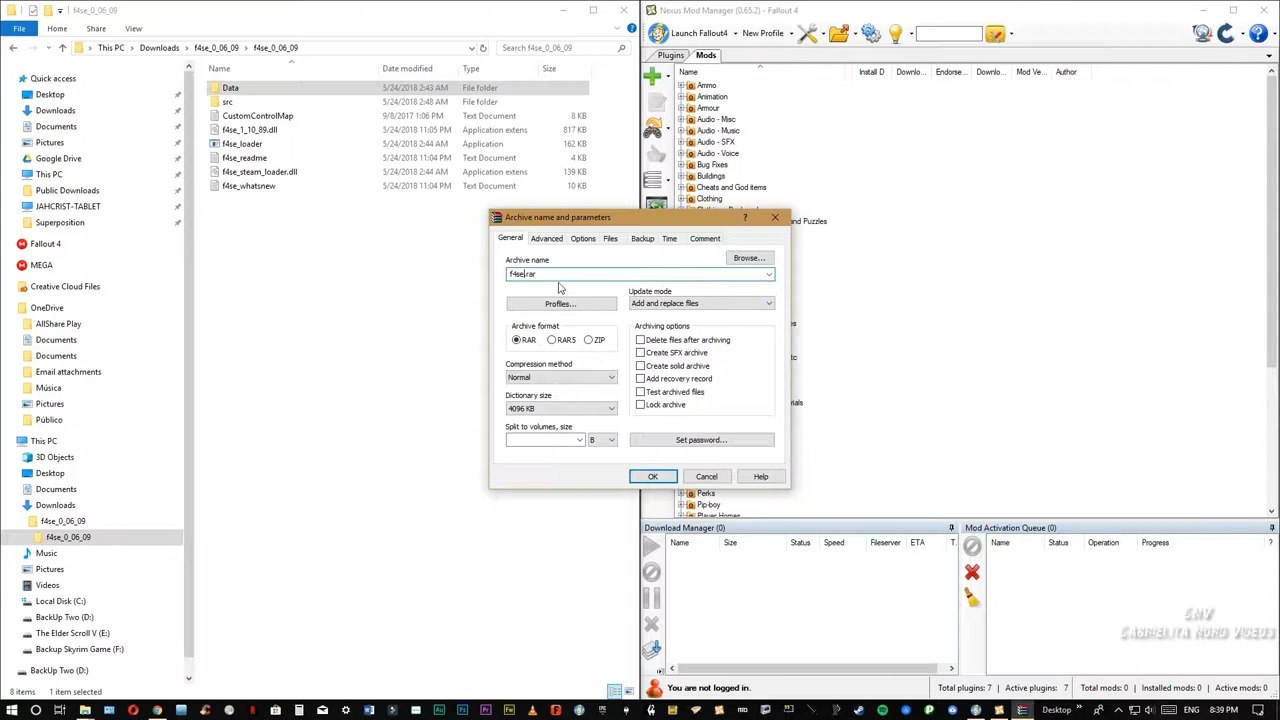 f4se_0_06_09
File
Home
Share
View
This PC > Downloads > f4se_0_06_09 > f4se_0_06_09
Search f4se_0_06_09
Name
Date modified
Type
Size
Quick access
Desktop
Downloads
Documents
Pictures
Google Drive
This PC
Public Downloads
JAHCRIST-TABLET
Superposition
Fallout 4
MEGA
Creative Cloud Files
OneDrive
AllShare Play
Documents
Documents
Email attachments
Música
Pictures
Público
This PC
3D Objects
Desktop
Documents
Downloads
f4se_0_06_09
f4se_0_06_09
Music
Pictures
Videos
Local Disk (C:)
BackUp Two (D:)
The Elder Scroll V (E:)
Backup Skyrim Game (F:)
BackUp Two (D:)
Data 5/24/2018 2:43 AM File folder
src 5/24/2018 2:48 AM File folder
CustomControlMap 9/8/2017 1:06 PM Text Document 8 KB
f4se_1_10_89.dll 5/24/2018 11:05 PM Application extens 817 KB
f4se_loader 5/24/2018 2:44 AM Application 162 KB
f4se_readme 5/24/2018 11:04 PM Text Document 4 KB
f4se_steam_loader.dll 5/24/2018 2:44 AM Application extens 139 KB
f4se_whatsnew 5/24/2018 11:04 PM Text Document 10 KB
8 items 1 item selected
Archive name and parameters
?
General Advanced Options Files Backup Time Comment
Archive name
Browse...
f4se.rar
Profiles...
Update mode
Add and replace files
Archive format
RAR RAR5 ZIP
Compression method
Normal
Dictionary size
4096 KB
Split to volumes, size
B
Archiving options
Delete files after archiving
Create SFX archive
Create solid archive
Add recovery record
Test archived files
Lock archive
Set password...
OK Cancel Help
Nexus Mod Manager (0.65.2) - Fallout 4
Launch Fallout4
New Profile
Plugins Mods
Name Install D Downlo... Endorse... Downlo... Mod Ve... Author
Ammo
Animation
Armour
Audio - Misc
Audio - Music
Audio - SFX
Audio - Voice
Bug Fixes
Buildings
Cheats and God items
Clothing
and Puzzles
Perks
Pip-boy
Player Homes
Download Manager (0)
Name Size Status Speed Fileserver ETA T.
Mod Activation Queue (0)
Name Status Operation Progress ?
CNV
CASMELITA NORD VIDEOS
You are not logged in.
Total plugins: 7 Active plugins: 7 Total mods: 0 Installed mods: 0 Active mods: 0
Desktop
8:39 PM